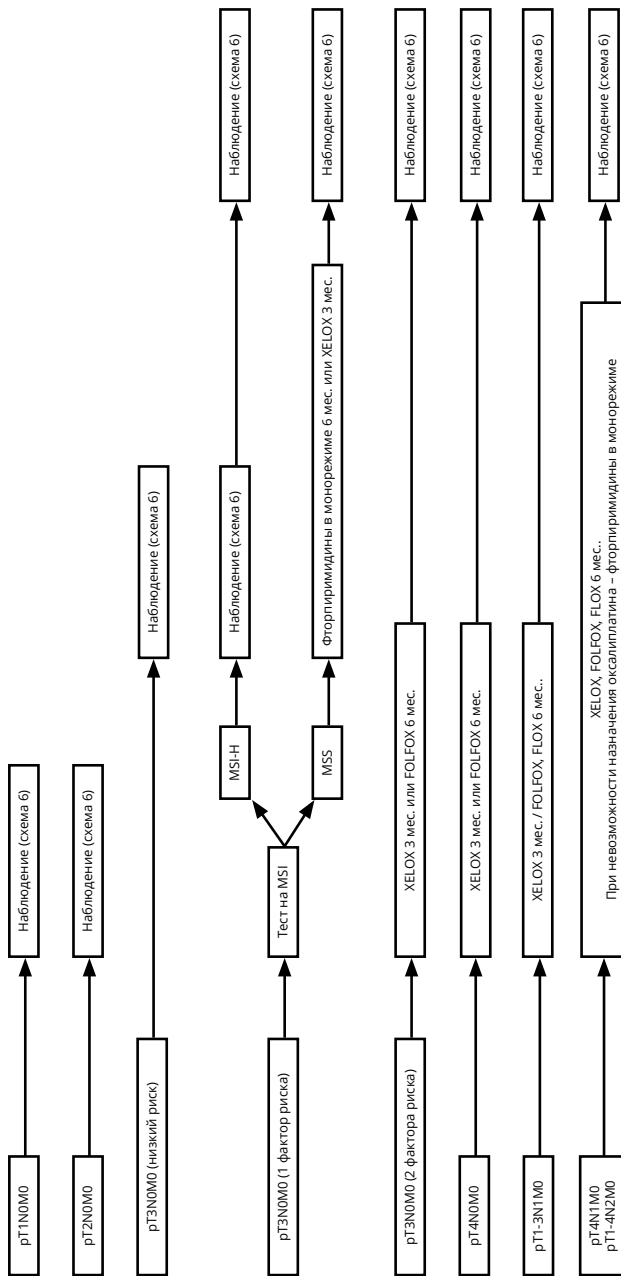 pT1N0M0
Наблюдение (схема 6)
pT2N0M0
Наблюдение (схема 6)
pT3N0M0 (низкий риск)
Наблюдение (схема 6)
pT3N0M0 (1 фактор риска)
Тест на MSI
MSI-H
Наблюдение (схема 6)
Наблюдение (схема 6)
MSS
Фторпиримидины в монорежиме 6 мес. или XELOX 3 мес.
Наблюдение (схема 6)
pT3N0M0 (2 фактора риска)
XELOX 3 мес. или FOLFOX 6 мес.
Наблюдение (схема 6)
pT4N0M0
XELOX 3 мес. или FOLFOX 6 мес.
Наблюдение (схема 6)
pT1-3N1M0
XELOX 3 мес. / FOLFOX, FLOX 6 мес..
Наблюдение (схема 6)
pT4N1M0
pT1-4N2M0
XELOX, FOLFOX, FLOX 6 мес..
При невозможности назначения оксалиплатина – фторпиримидины в монорежиме
Наблюдение (схема 6)